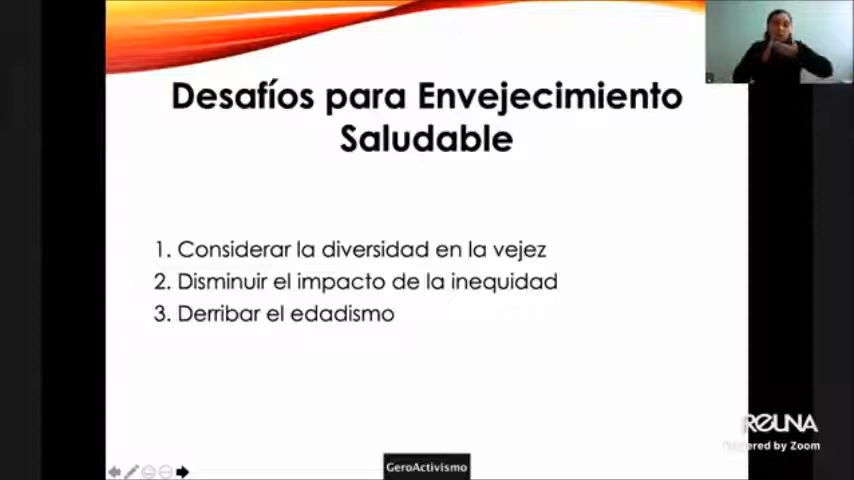 Desafíos para Envejecimiento
Saludable
1. Considerar la diversidad en la vejez
2. Disminuir el impacto de la inequidad
3. Derribar el edadismo
REUNA
Powered by Zoom
GeroActivismo